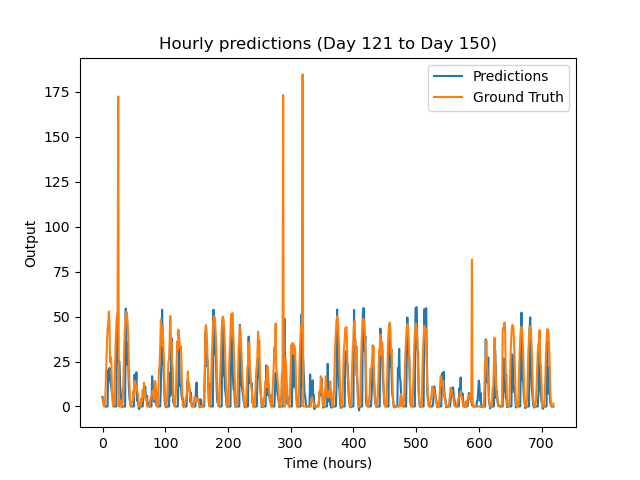 Hourly predictions (Day 121 to Day 150)
Predictions
Ground Truth
175
150
125
100
75
50
25
0
Output
0 100 200 300 400 500 600 700
Time (hours)